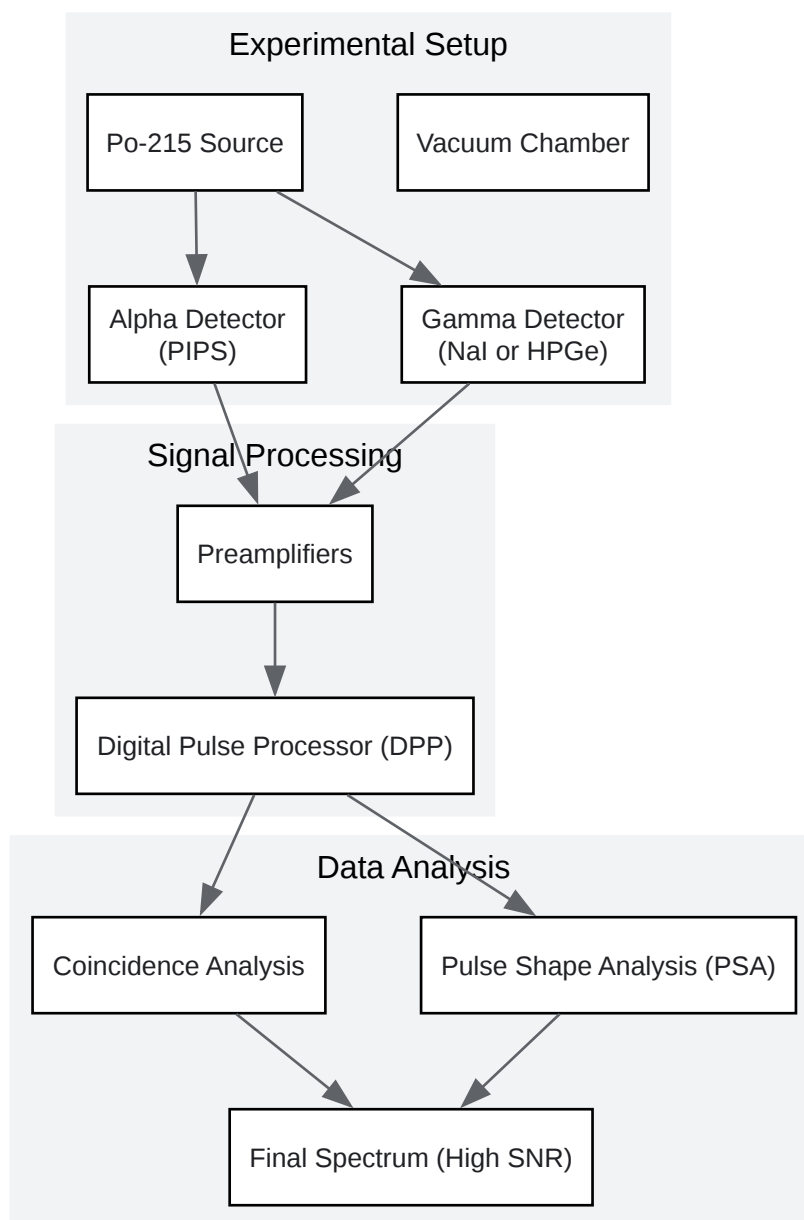 Experimental Setup
Po-215 Source
Vacuum Chamber
Alpha Detector
(PIPS)
Gamma Detector
(NaI or HPGe)
Signal Processing
Preamplifiers
Digital Pulse Processor (DPP)
Data Analysis
Coincidence Analysis
Pulse Shape Analysis (PSA)
Final Spectrum (High SNR)